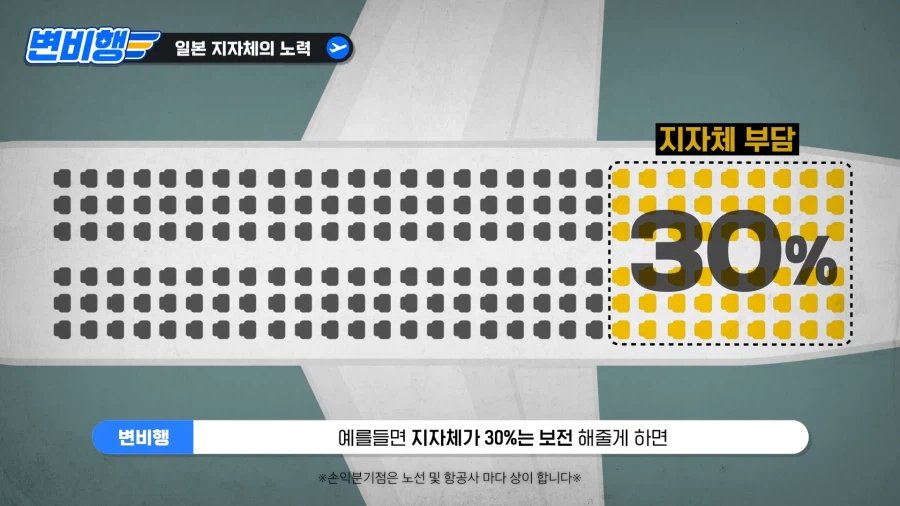 변비행
일본 지자체의 노력
지자체 부담
30%
변비행
예를들면 지자체가 30%는 보전 해줄게 하면
※손익분기점은 노선 및 항공사 마다 상이 합니다※